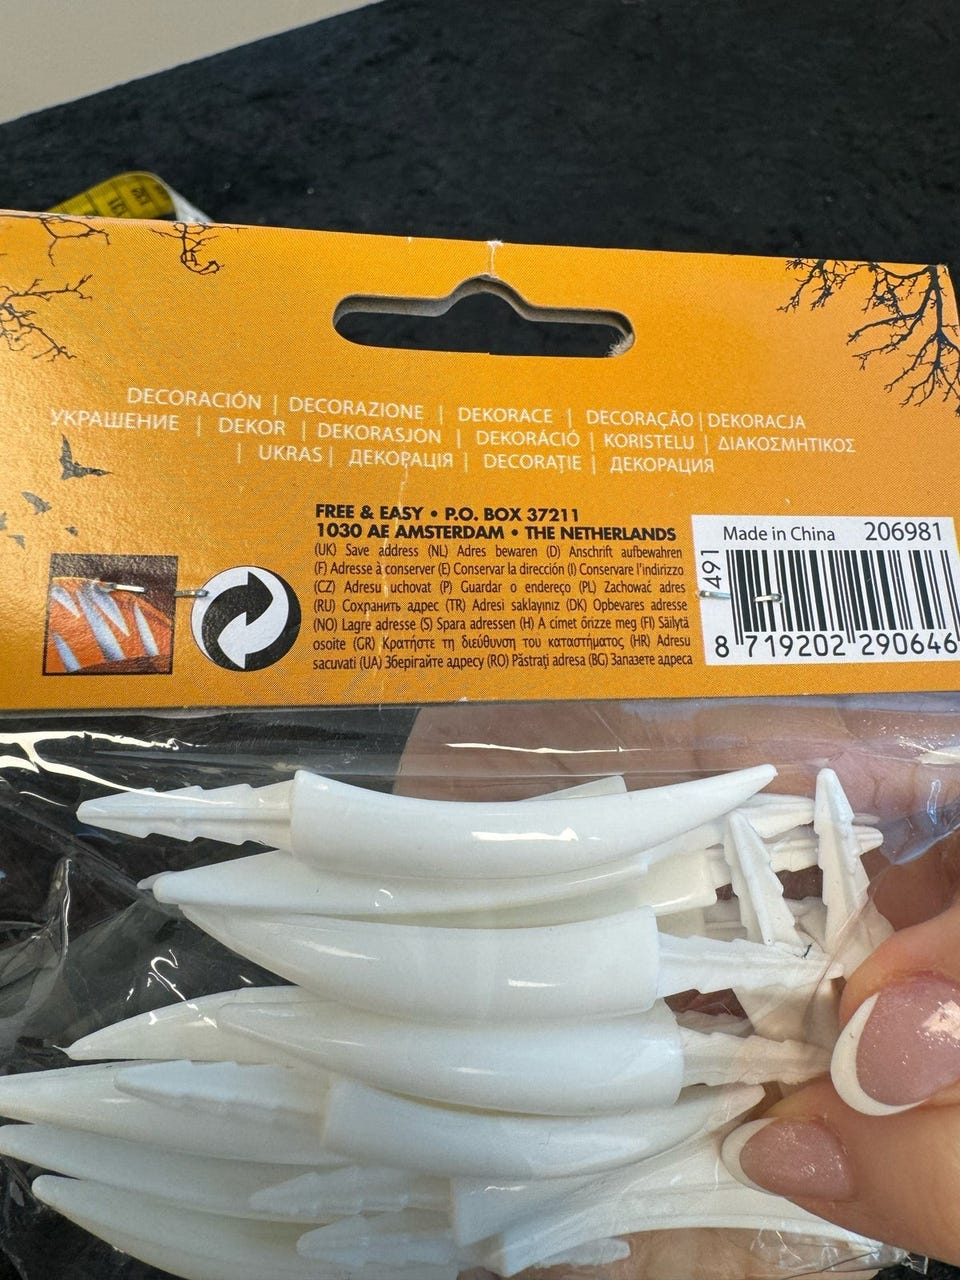 DECORACIÓN | DECORAZIONE | DEKORACE | DECORAÇÃO | DEKORACJA
УКРАШЕНИЕ | DEKOR | DEKORASJON | DEKORÁCIÓ | KORISTELU | ΔΙΑΚΟΣΜΗΤΙΚΟΣ
| UKRAS | ДЕКОРАЦІЯ | DECORAȚIE | ДЕКОРАЦИЯ
FREE & EASY • P.O. BOX 37211
1030 AE AMSTERDAM • THE NETHERLANDS
(UK) Save address (NL) Adres bewaren (D) Anschrift aufbewahren
(F) Adresse à conserver (E) Conservar la dirección (I) Conservare l'indirizzo
(CZ) Adresu uchovat (P) Guardar o endereço (PL) Zachować adres
(RU) Сохранить адрес (TR) Adresi saklayınız (DK) Opbevares adresse
(NO) Lagre adresse (S) Spara adressen (H) A címet őrizze meg (FI) Säilytä
osoite (GR) Κρατήστε τη διεύθυνση του καταστήματος (HR) Adresu
sacuvati (UA) Зберігайте адресу (RO) Păstrați adresa (BG) Запазете адреса
Made in China 206981
491
8 719202 290646